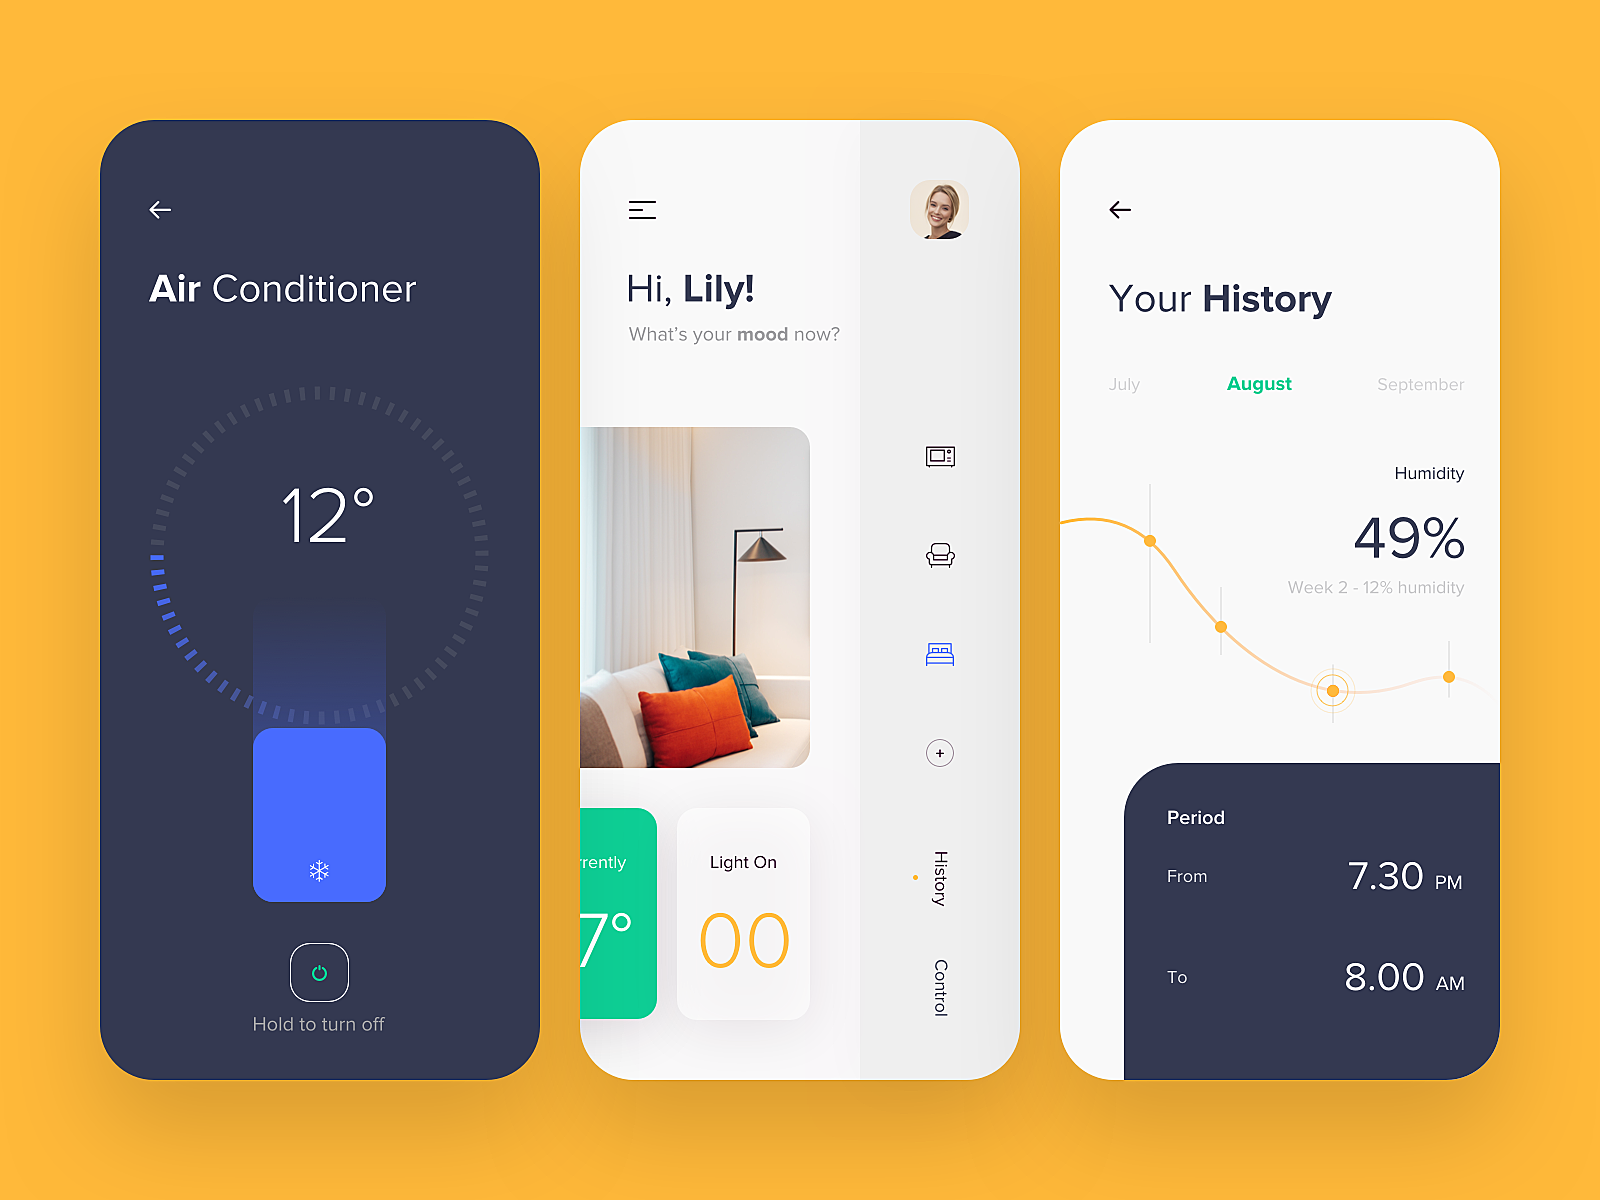 Air Conditioner
12°
Hold to turn off
Hi, Lily!
What's your mood now?
rrently
7°
Light On
00
History
Control
Your History
July
August
September
Humidity
49%
Week 2 - 12% humidity
Period
From
7.30 PM
To
8.00 AM